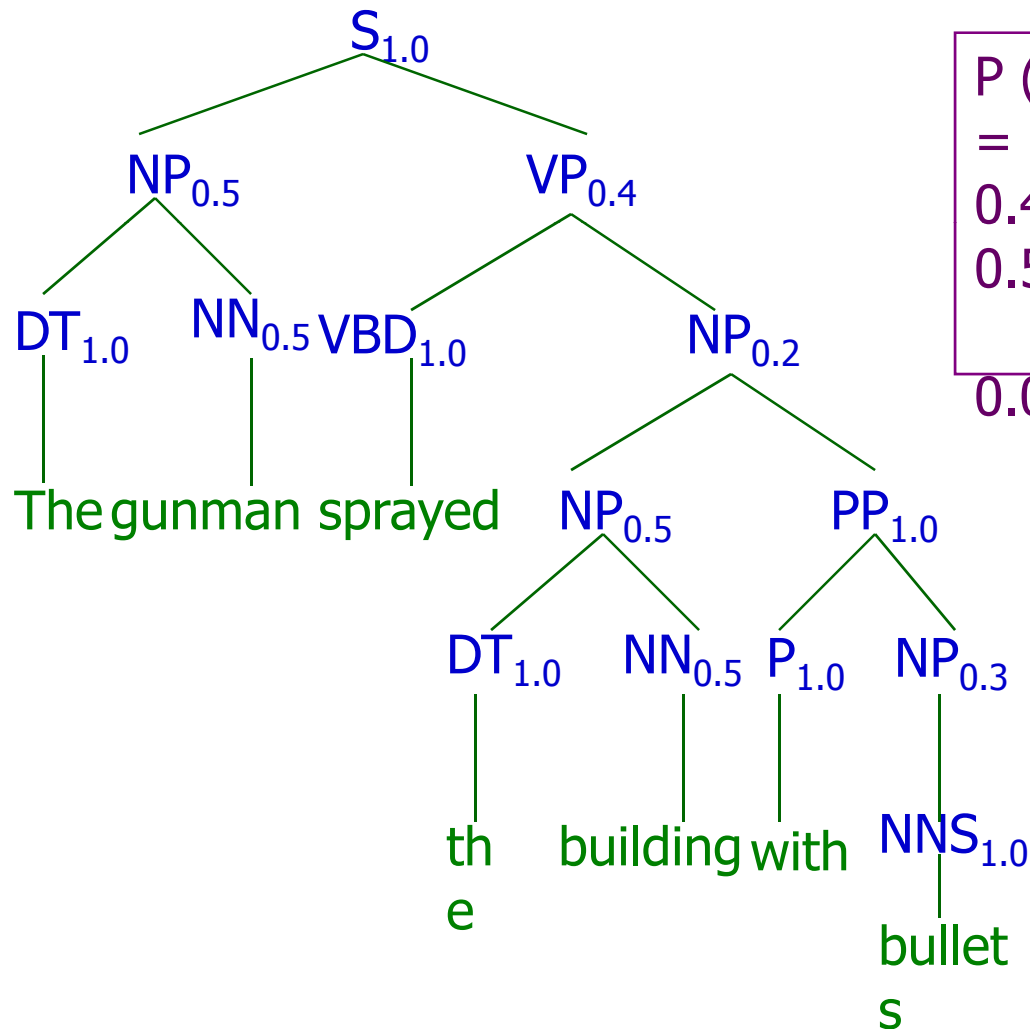 S1.0
P (
=
0.4
0.5
0.0
NP0.5 VP0.4
DT1.0 NN0.5 VBD1.0 NP0.2
The gunman sprayed
NP0.5 PP1.0
DT1.0 NN0.5 P1.0 NP0.3
th
e
building with
NNS1.0
bullet
s